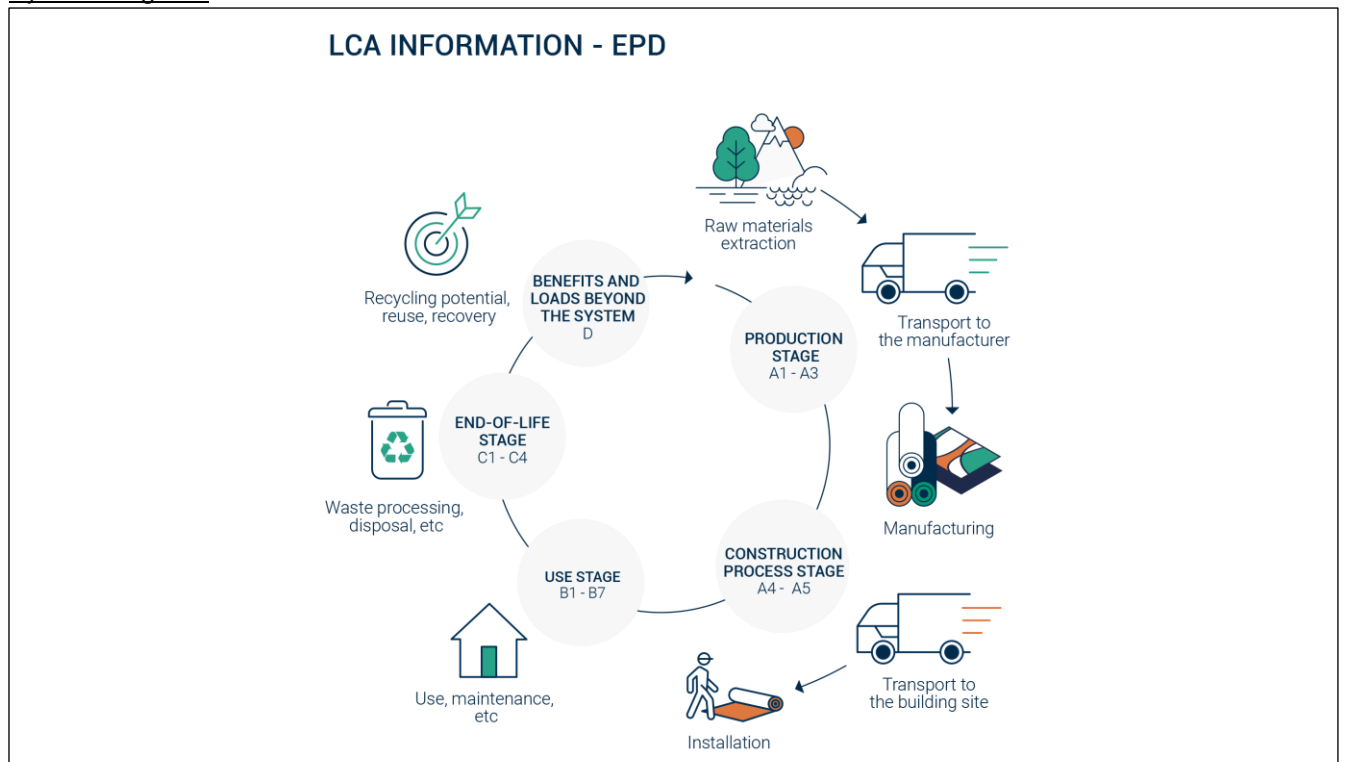 LCA INFORMATION - EPD
Raw materials
extraction
Transport to
the manufacturer
Manufacturing
PRODUCTION
STAGE
A1 - A3
CONSTRUCTION
PROCESS STAGE
A4 - A5
Transport to
the building site
Installation
USE STAGE
B1 - B7
Use, maintenance,
etc
END-OF-LIFE
STAGE
C1 - C4
Waste processing,
disposal, etc
BENEFITS AND
LOADS BEYOND
THE SYSTEM
D
Recycling potential,
reuse, recovery